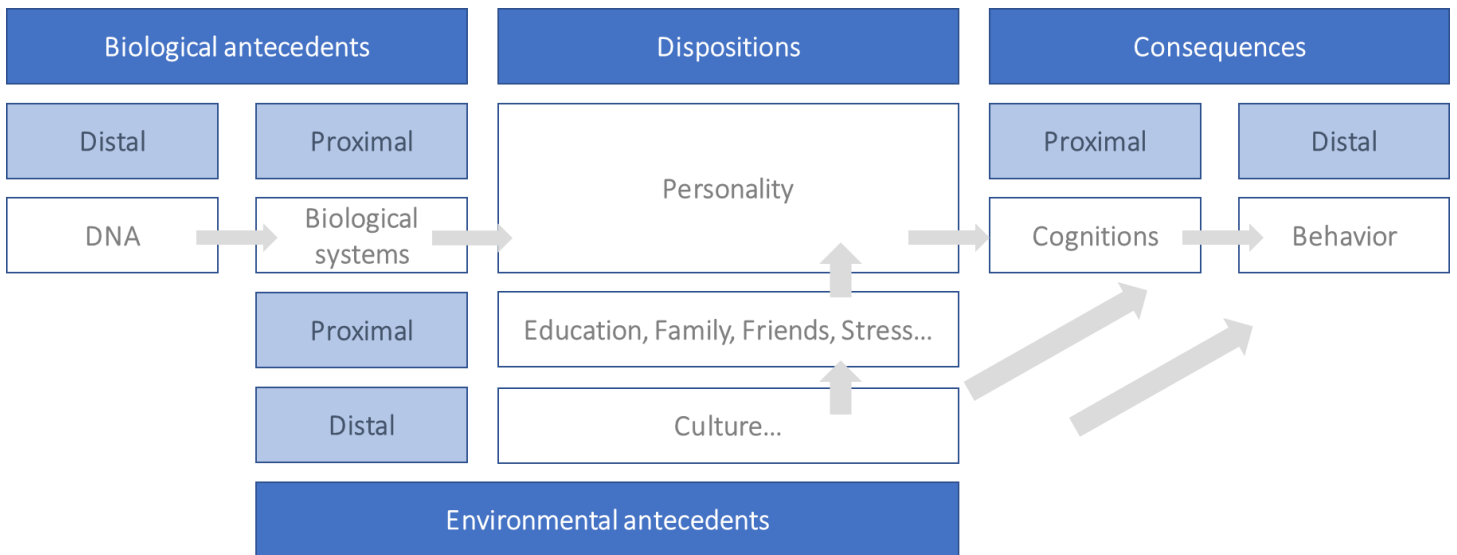 Biological antecedents
Dispositions
Consequences
Distal
Proximal
Personality
Proximal
Distal
DNA
Biological
systems
Cognitions
Behavior
Proximal
Education, Family, Friends, Stress...
Distal
Culture...
Environmental antecedents